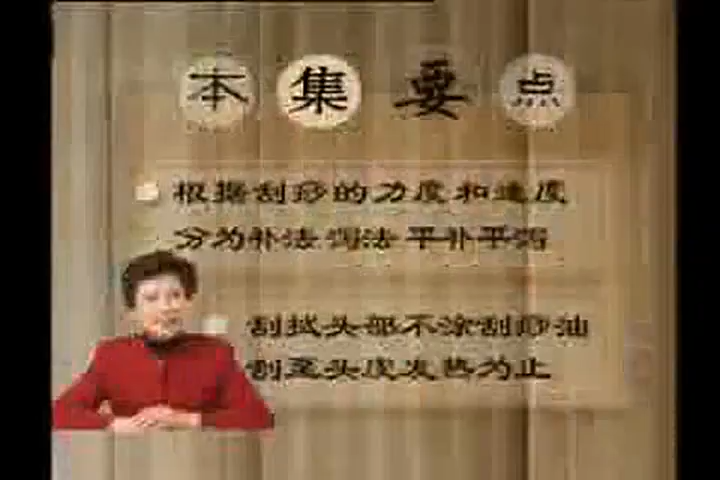 本集要点
根据刮痧的力度和速度
分为补法 泻法 平补平泻
刮拭头部不涂刮痧油
刮至头皮发热为止